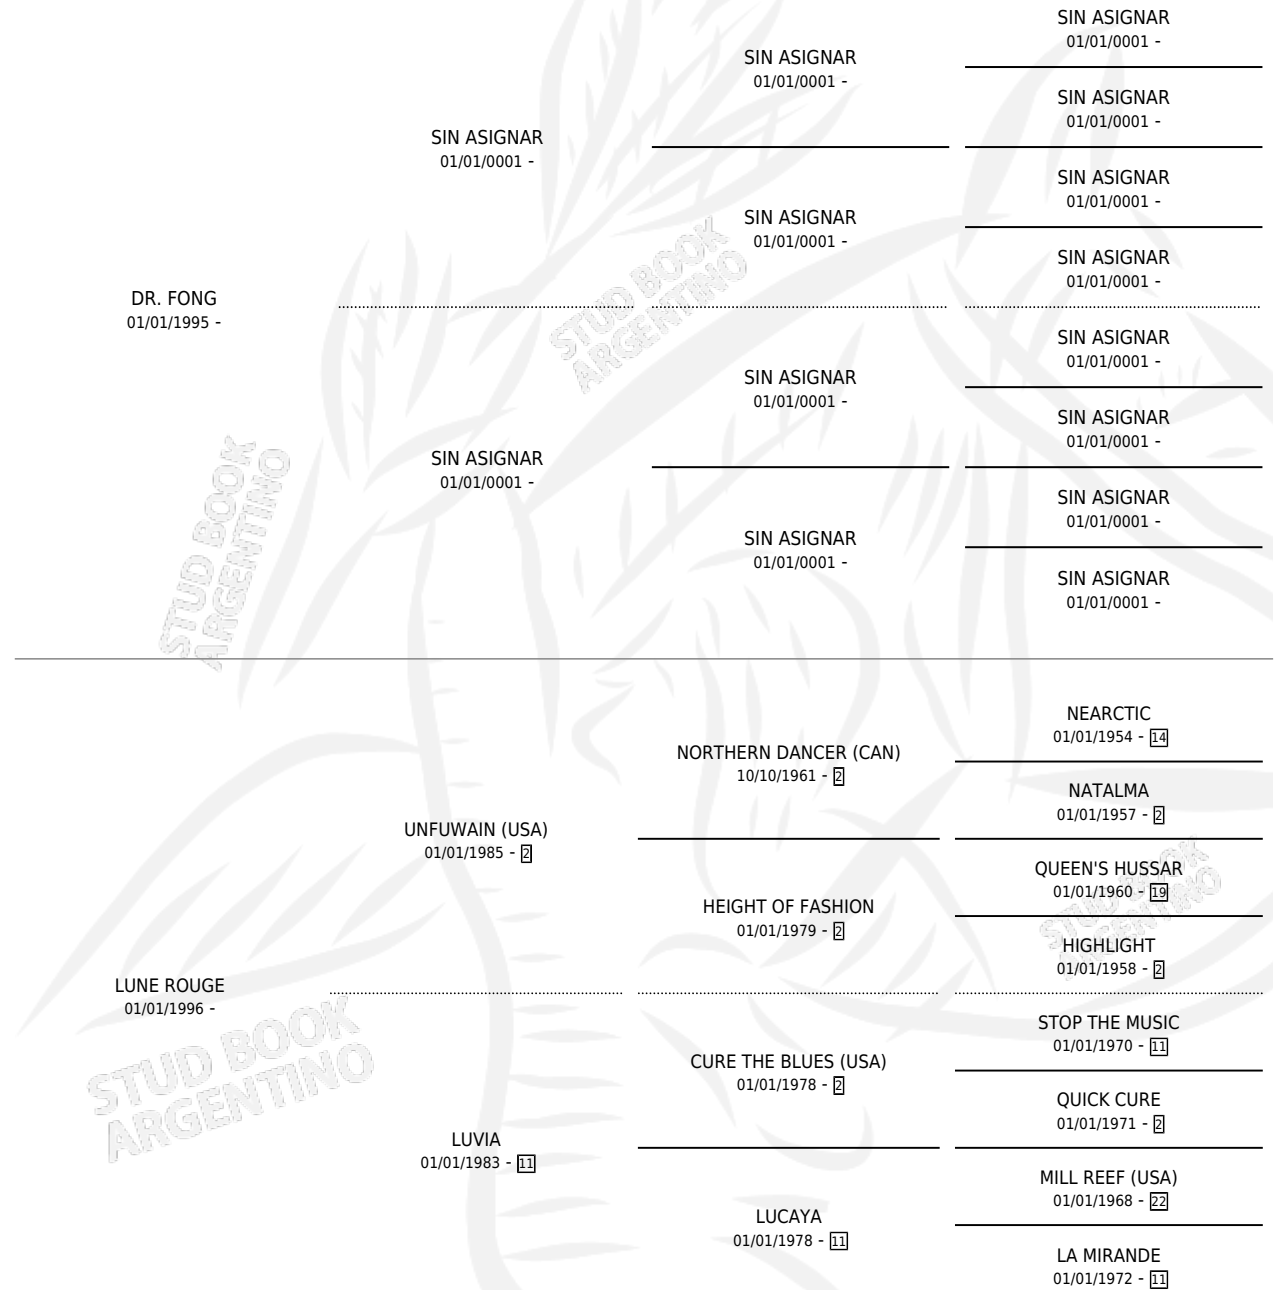 SIN ASIGNAR
01/01/0001 -
SIN ASIGNAR
01/01/0001 -
SIN ASIGNAR
01/01/0001 -
SIN ASIGNAR
01/01/0001 -
SIN ASIGNAR
01/01/0001 -
SIN ASIGNAR
01/01/0001 -
SIN ASIGNAR
01/01/0001 -
STUD BOOK
ARGENTINO
DR. FONG
01/01/1995 -
SIN ASIGNAR
01/01/0001 -
SIN ASIGNAR
01/01/0001 -
SIN ASIGNAR
01/01/0001 -
SIN ASIGNAR
01/01/0001 -
SIN ASIGNAR
01/01/0001 -
SIN ASIGNAR
01/01/0001 -
SIN ASIGNAR
01/01/0001 -
STUD BOOK
ARGENTINO
NEARCTIC
01/01/1954 - 14
NORTHERN DANCER (CAN)
10/10/1961 - 2
NATALMA
01/01/1957 - 2
UNFUWAIN (USA)
01/01/1985 - 2
QUEEN'S HUSSAR
01/01/1960 - 19
HEIGHT OF FASHION
01/01/1979 - 2
STUD BOOK
ARGENTINO
HIGHLIGHT
01/01/1958 - 2
LUNE ROUGE
01/01/1996 -
STOP THE MUSIC
01/01/1970 - 11
STUD BOOK
ARGENTINO
CURE THE BLUES (USA)
01/01/1978 - 2
QUICK CURE
01/01/1971 - 2
LUVIA
01/01/1983 - 11
MILL REEF (USA)
01/01/1968 - 22
LUCAYA
01/01/1978 - 11
LA MIRANDE
01/01/1972 - 11